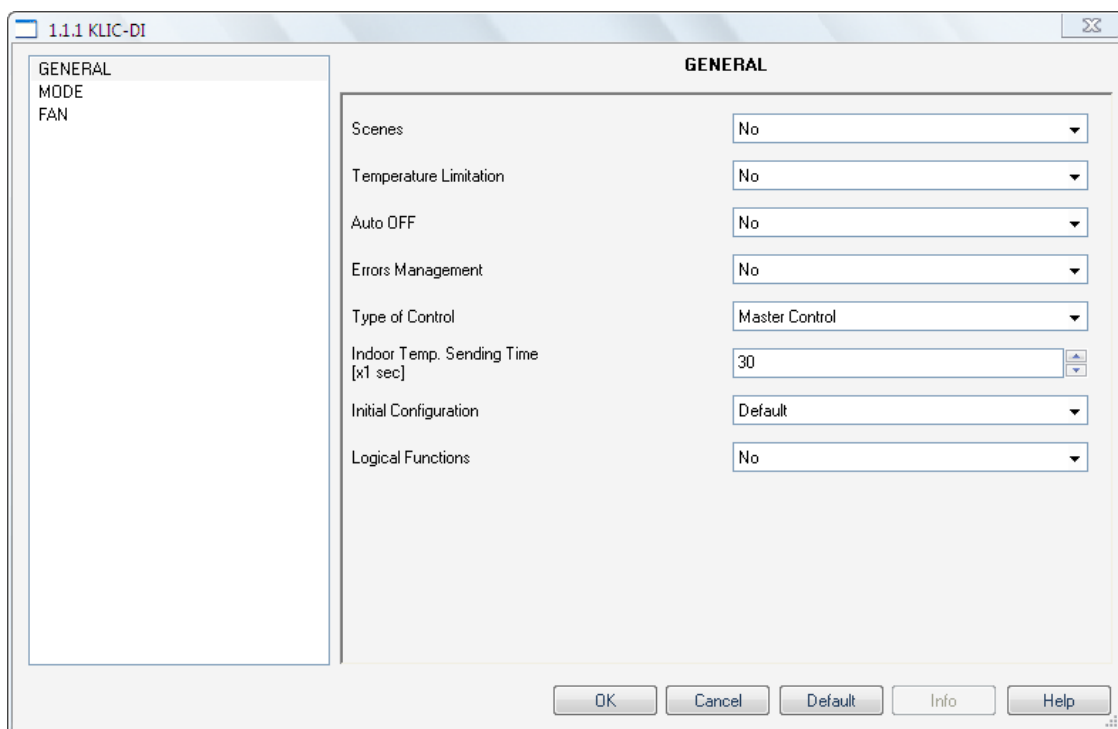 1.1.1 KLIC-DI
GENERAL
MODE
FAN
GENERAL
Scenes
No
Temperature Limitation
No
Auto OFF
No
Errors Management
No
Type of Control
Master Control
Indoor Temp. Sending Time
[x1 sec]
30
Initial Configuration
Default
Logical Functions
No
OK
Cancel
Default
Info
Help